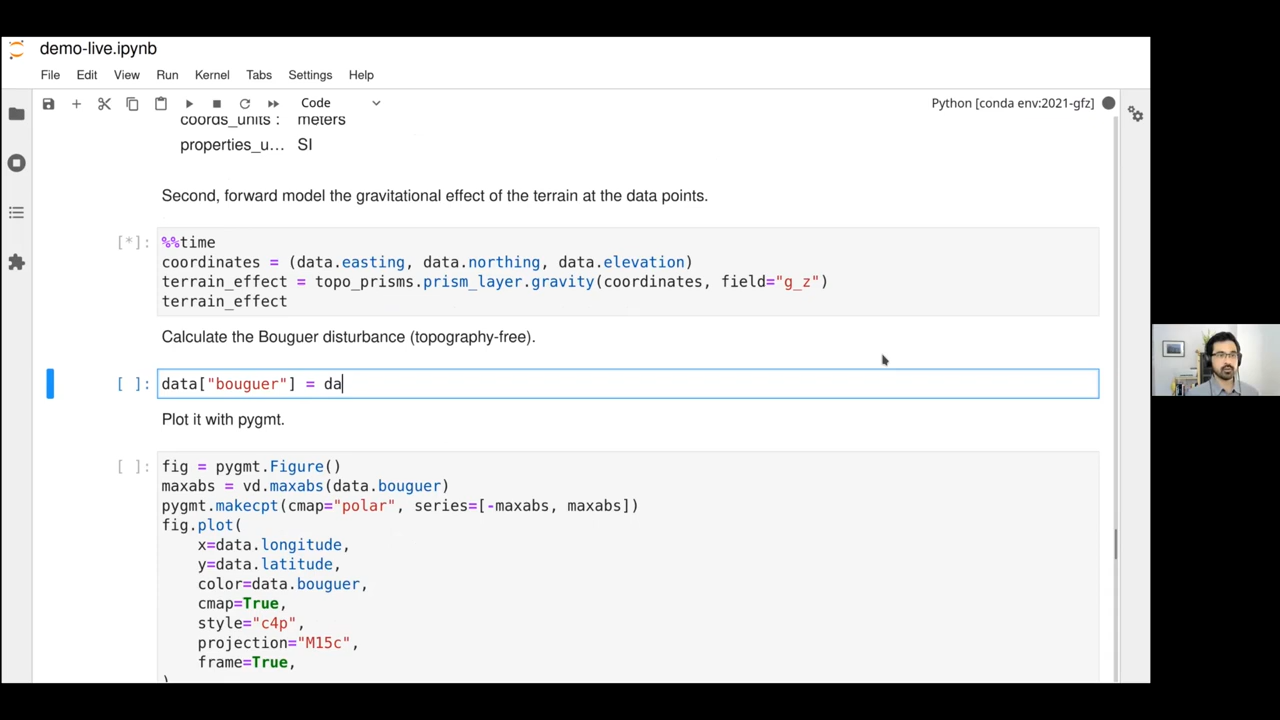 demo-live.ipynb
File Edit View Run Kernel Tabs Settings Help
Code Python [conda env:2021-gfz]
coords_units : meters
properties_u... SI
Second, forward model the gravitational effect of the terrain at the data points.
[*]: %%time
coordinates = (data.easting, data.northing, data.elevation)
terrain_effect = topo_prisms.prism_layer.gravity(coordinates, field="g_z")
terrain_effect
Calculate the Bouguer disturbance (topography-free).
[ ]: data["bouguer"] = da
Plot it with pygmt.
[ ]: fig = pygmt.Figure()
maxabs = vd.maxabs(data.bouguer)
pygmt.makecpt(cmap="polar", series=[-maxabs, maxabs])
fig.plot(
x=data.longitude,
y=data.latitude,
color=data.bouguer,
cmap=True,
style="c4p",
projection="M15c",
frame=True,
)